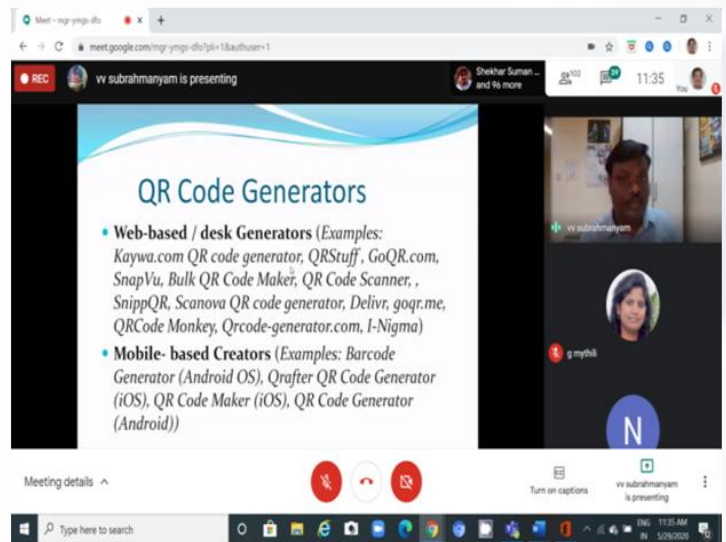 Meet - mgr-ymgs-dfo
meet.google.com/mgr-ymgs-dfo?pli=1&authuser=1
REC
vv subrahmanyam is presenting
Shekhar Suman ...
and 96 more
102
39
11:35
You
QR Code Generators
• Web-based / desk Generators (Examples:
Kaywa.com QR code generator, QRStuff , GoQR.com,
SnapVu, Bulk QR Code Maker, QR Code Scanner, ,
SnippQR, Scanova QR code generator, Delivr, goqr.me,
QRCode Monkey, Qrcode-generator.com, I-Nigma)
• Mobile- based Creators (Examples: Barcode
Generator (Android OS), Qrafter QR Code Generator
(iOS), QR Code Maker (iOS), QR Code Generator
(Android))
vv subrahmanyam
g mythili
N
Meeting details
Turn on captions
vv subrahmanyam
is presenting
Type here to search
ENG 11:35 AM
IN 5/29/2020